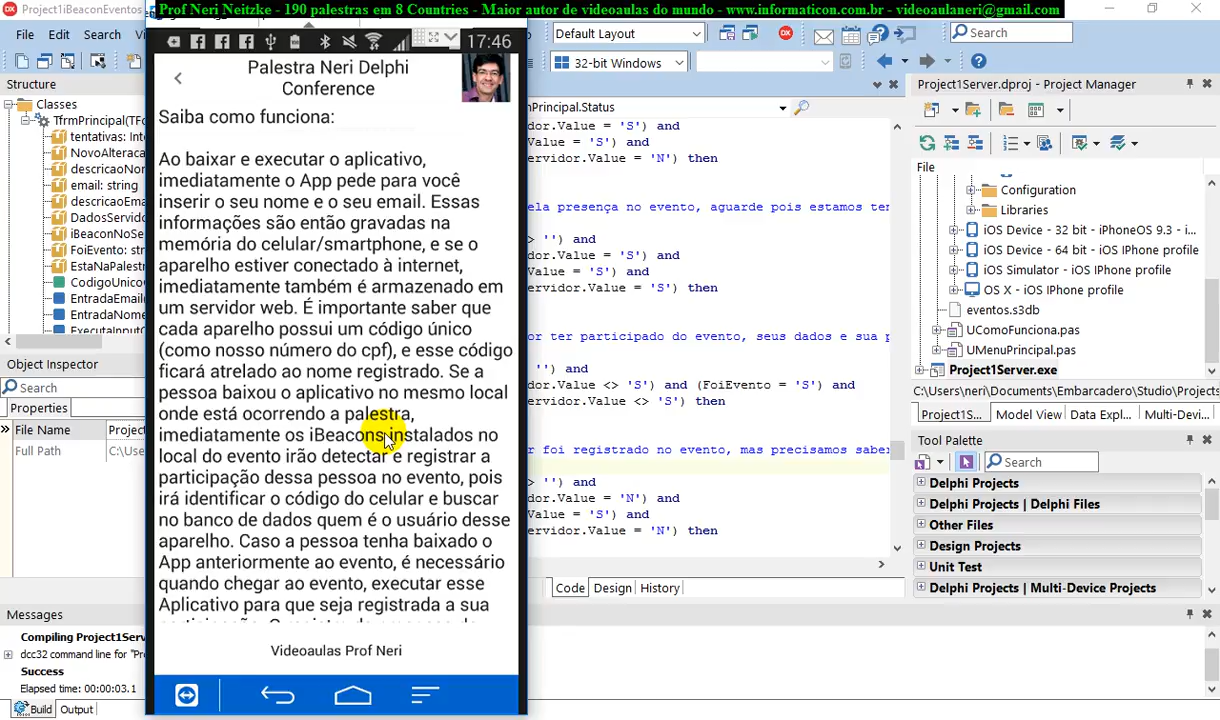 Prof Neri Neitzke - 190 palestras em 8 Countries - Maior autor de videoaulas do mundo - www.informaticon.com.br - videoaulaneri@gmail.com
Project1iBeaconEventos
File Edit
Default Layout
Search
32-bit Windows
Structure
Classes
TfrmPrincipal(TFo
tentativas: Inte
NovoAlteraca
descricaoNor
email: string
descricaoEma
DadosServido
iBeaconNoSe
FoiEvento: str
EstaNaPalestr
CodigoUnico
EntradaEmail
EntradaNome
ExecutaInputC
Object Inspector
Search
Properties
File Name Project
Full Path C:\Use
17:46
Palestra Neri Delphi
Conference
Saiba como funciona:
Ao baixar e executar o aplicativo,
imediatamente o App pede para você
inserir o seu nome e o seu email. Essas
informações são então gravadas na
memória do celular/smartphone, e se o
aparelho estiver conectado à internet,
imediatamente também é armazenado em
um servidor web. É importante saber que
cada aparelho possui um código único
(como nosso número do cpf), e esse código
ficará atrelado ao nome registrado. Se a
pessoa baixou o aplicativo no mesmo local
onde está ocorrendo a palestra,
imediatamente os iBeacons instalados no
local do evento irão detectar e registrar a
participação dessa pessoa no evento, pois
irá identificar o código do celular e buscar
no banco de dados quem é o usuário desse
aparelho. Caso a pessoa tenha baixado o
App anteriormente ao evento, é necessário
quando chegar ao evento, executar esse
Aplicativo para que seja registrada a sua
Videoaulas Prof Neri
mPrincipal.Status
dor.Value = 'S') and
Value = 'S') and
ervidor.Value = 'N') then
ela presença no evento, aguarde pois estamos ten
> '') and
dor.Value = 'S') and
Value = 'S') and
ervidor.Value = 'S') then
or ter participado do evento, seus dados e sua p
'') and
Value <> 'S') and (FoiEvento = 'S') and
ervidor.Value <> 'S') then
r foi registrado no evento, mas precisamos saber
> '') and
dor.Value = 'N') and
Value = 'S') and
ervidor.Value = 'N') then
Code Design History
Project1Server.dproj - Project Manager
File
Configuration
Libraries
iOS Device - 32 bit - iPhoneOS 9.3 - i...
iOS Device - 64 bit - iOS IPhone profile
iOS Simulator - iOS IPhone profile
OS X - iOS IPhone profile
eventos.s3db
UComoFunciona.pas
UMenuPrincipal.pas
Project1Server.exe
C:\Users\neri\Documents\Embarcadero\Studio\Projects
Project1S... Model View Data Expl... Multi-Devi...
Tool Palette
Search
Delphi Projects
Delphi Projects | Delphi Files
Other Files
Design Projects
Unit Test
Delphi Projects | Multi-Device Projects
Messages
Compiling Project1Serv
dcc32 command line for "Pro
Success
Elapsed time: 00:00:03.1
Build Output